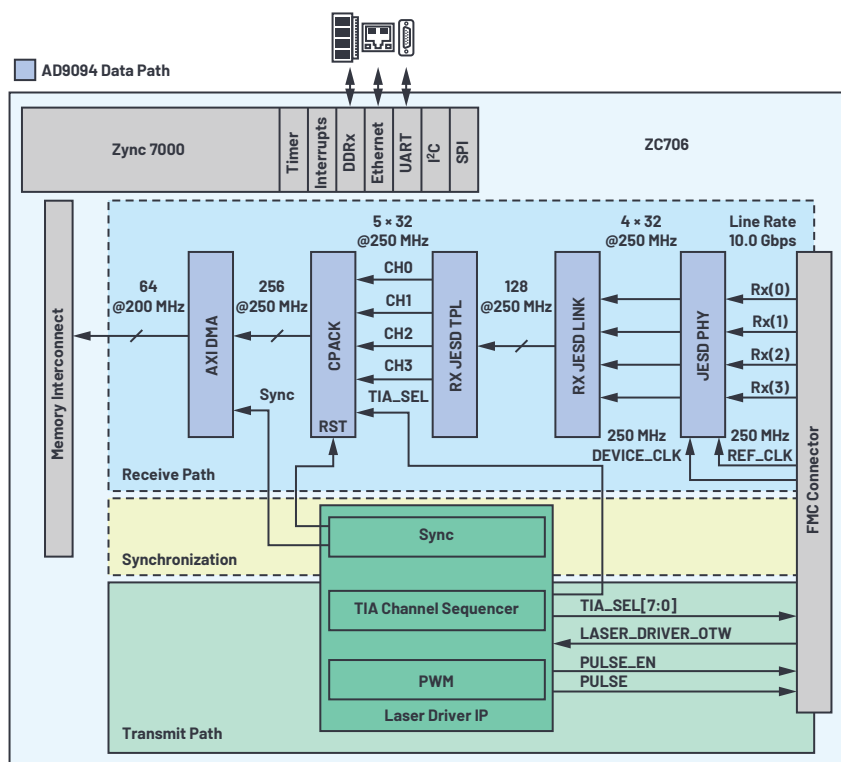 AD9094 Data Path
Zync 7000
Timer
Interrupts
DDRx
Ethernet
UART
I²C
SPI
ZC706
5 × 32
@250 MHz
4 × 32
@250 MHz
Line Rate
10.0 Gbps
64
@200 MHz
256
@250 MHz
128
@250 MHz
CH0
CH1
CH2
CH3
TIA_SEL
Rx(0)
Rx(1)
Rx(2)
Rx(3)
Memory Interconnect
AXI DMA
CPACK
RST
RX JESD TPL
RX JESD LINK
JESD PHY
FMC Connector
Sync
250 MHz
DEVICE_CLK
250 MHz
REF_CLK
Receive Path
Synchronization
Sync
TIA Channel Sequencer
PWM
Laser Driver IP
TIA_SEL[7:0]
LASER_DRIVER_OTW
PULSE_EN
PULSE
Transmit Path